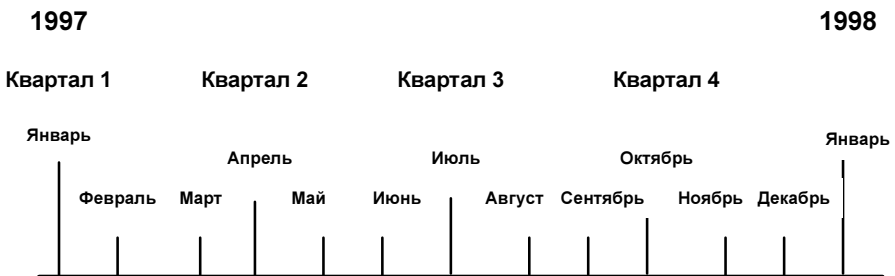 1997 1998
Квартал 1 Квартал 2 Квартал 3 Квартал 4
Январь Январь
Апрель Июль Октябрь
Февраль Март Май Июнь Август Сентябрь Ноябрь Декабрь